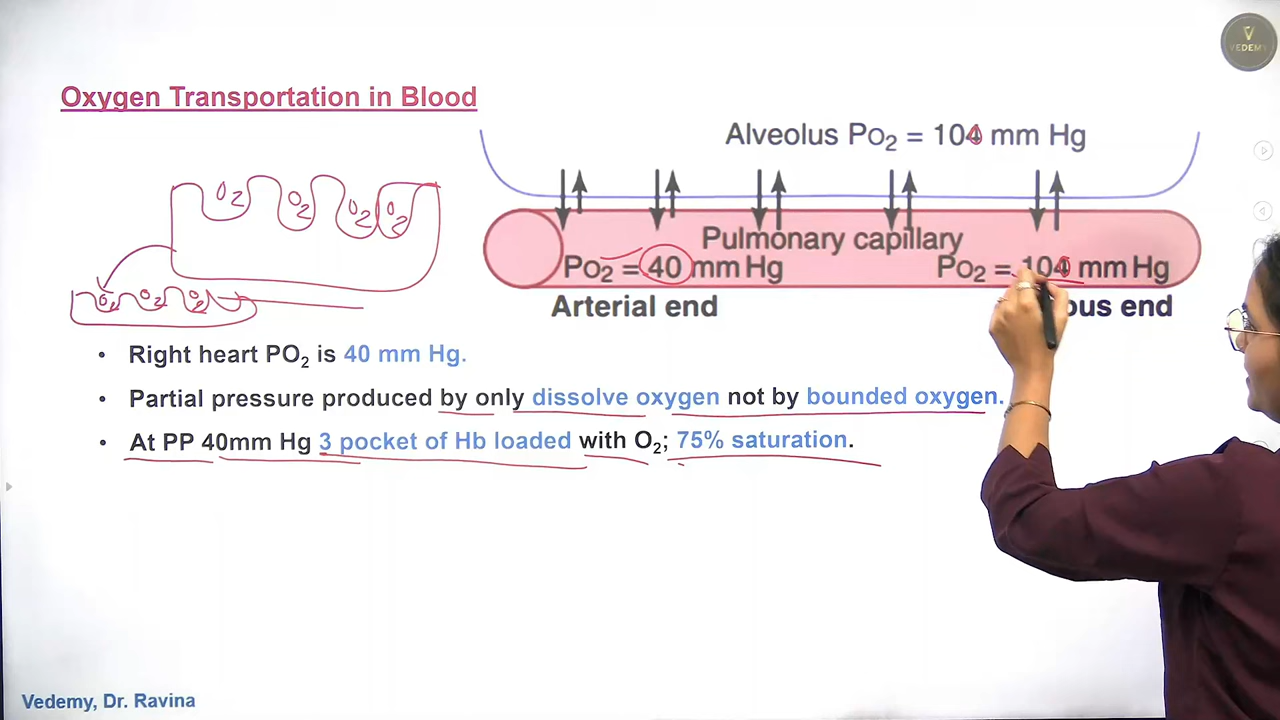 VEDEMY
Oxygen Transportation in Blood
Alveolus PO2 = 100 mm Hg
O2 O2 O2 O2
Pulmonary capillary
PO2 = 40 mm Hg PO2 = 100 mm Hg
O2 O2 O2
Arterial end ous end
• Right heart PO2 is 40 mm Hg.
• Partial pressure produced by only dissolve oxygen not by bounded oxygen.
• At PP 40mm Hg 3 pocket of Hb loaded with O2; 75% saturation.
Vedemy, Dr. Ravina